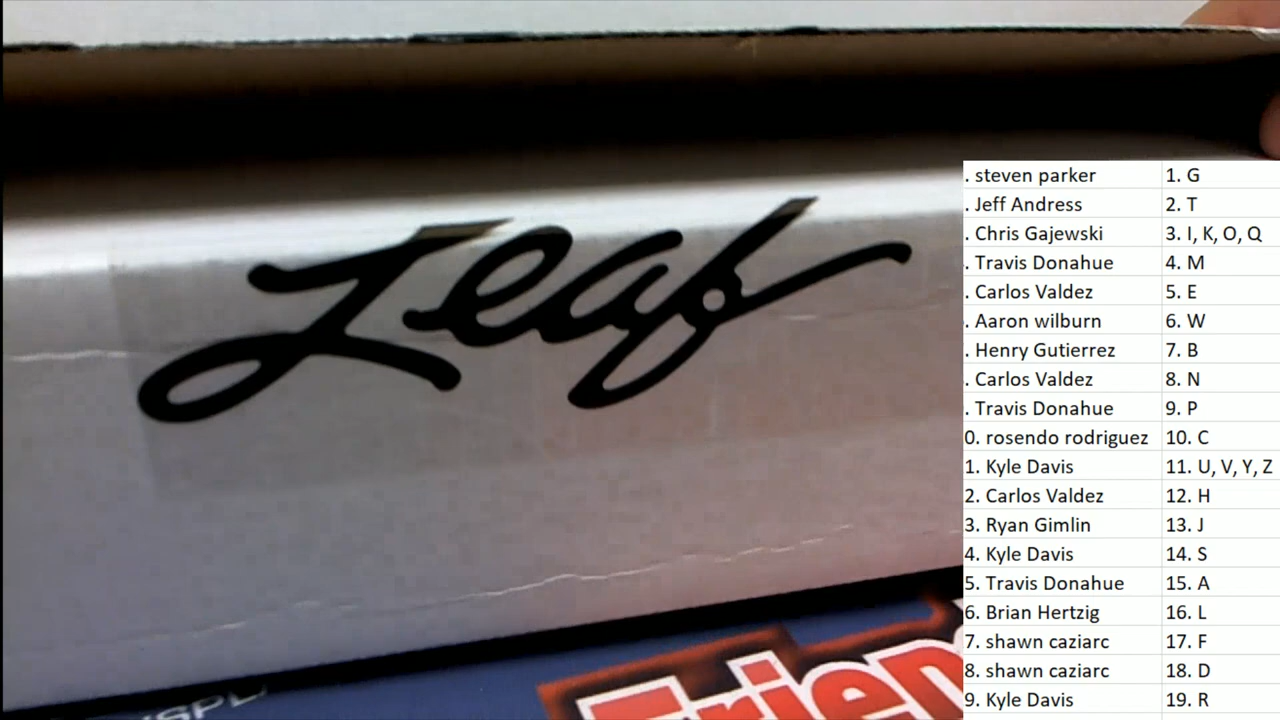 Leaf
. steven parker 1. G
. Jeff Andress 2. T
. Chris Gajewski 3. I, K, O, Q
. Travis Donahue 4. M
. Carlos Valdez 5. E
. Aaron wilburn 6. W
. Henry Gutierrez 7. B
. Carlos Valdez 8. N
. Travis Donahue 9. P
0. rosendo rodriguez 10. C
1. Kyle Davis 11. U, V, Y, Z
2. Carlos Valdez 12. H
3. Ryan Gimlin 13. J
4. Kyle Davis 14. S
5. Travis Donahue 15. A
6. Brian Hertzig 16. L
7. shawn caziarc 17. F
8. shawn caziarc 18. D
9. Kyle Davis 19. R